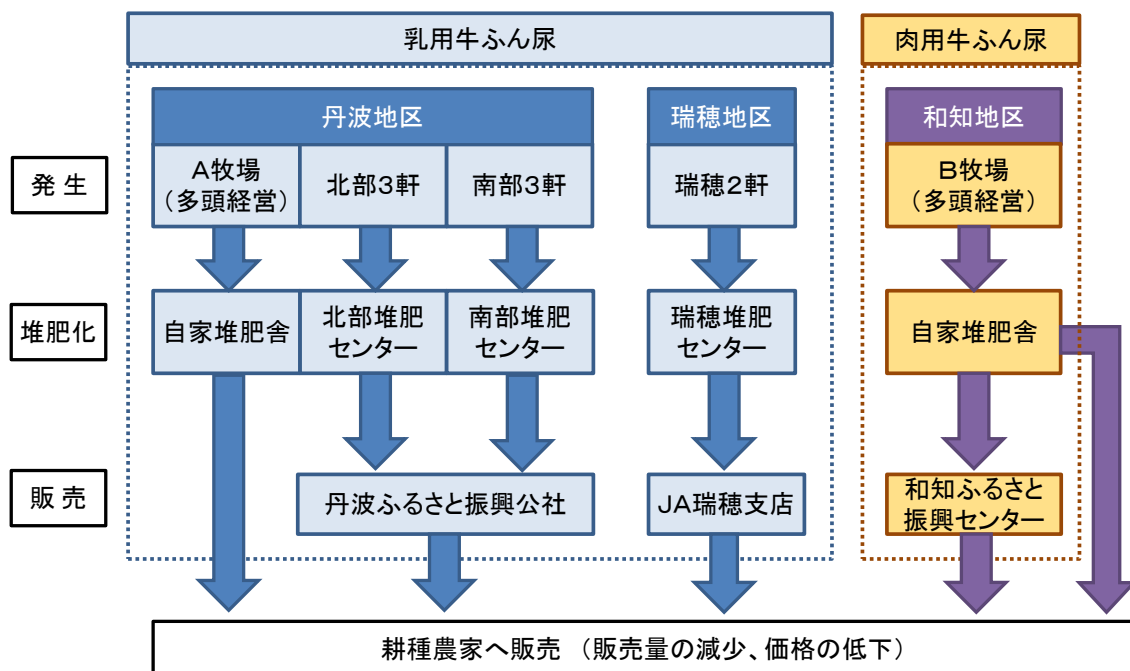 乳用牛ふん尿
肉用牛ふん尿
丹波地区
瑞穂地区
和知地区
発 生
A牧場
（多頭経営）
北部３軒
南部３軒
瑞穂２軒
B牧場
（多頭経営）
堆肥化
自家堆肥舎
北部堆肥
センター
南部堆肥
センター
瑞穂堆肥
センター
自家堆肥舎
販 売
丹波ふるさと振興公社
JA瑞穂支店
和知ふるさと
振興センター
耕種農家へ販売 （販売量の減少、価格の低下）